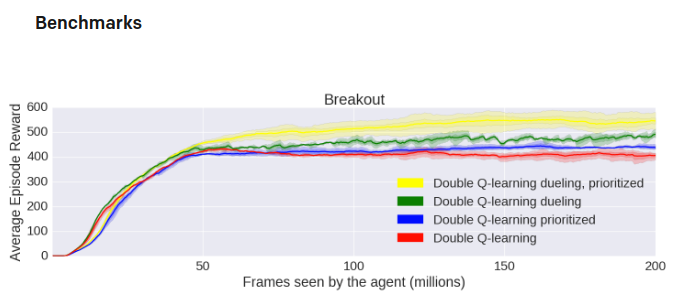 Benchmarks
Breakout
Average Episode Reward
600
500
400
300
200
100
0
Double Q-learning dueling, prioritized
Double Q-learning dueling
Double Q-learning prioritized
Double Q-learning
50 100 150 200
Frames seen by the agent (millions)